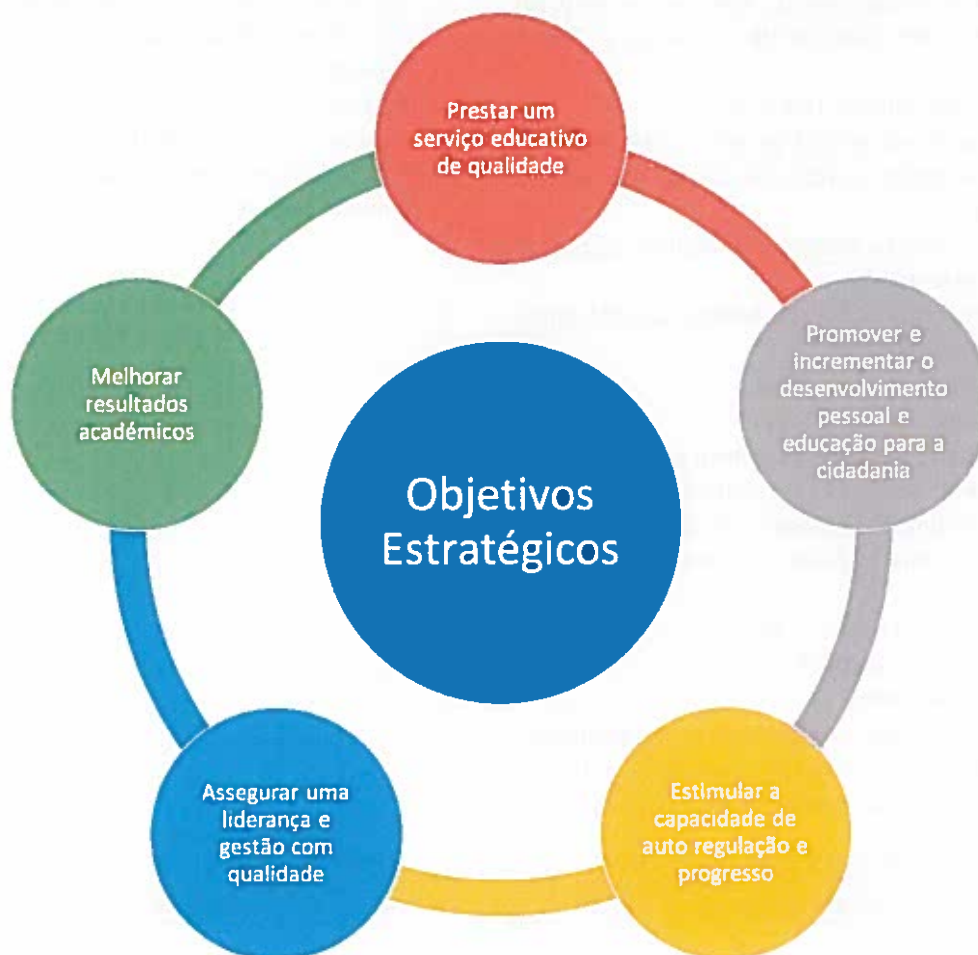 Prestar um
serviço educativo
de qualidade
Promover e
incrementar o
desenvolvimento
pessoal e
educação para a
cidadania
Melhorar
resultados
académicos
Objetivos
Estratégicos
Estimular a
capacidade de
auto regulação e
progresso
Assegurar uma
liderança e
gestão com
qualidade